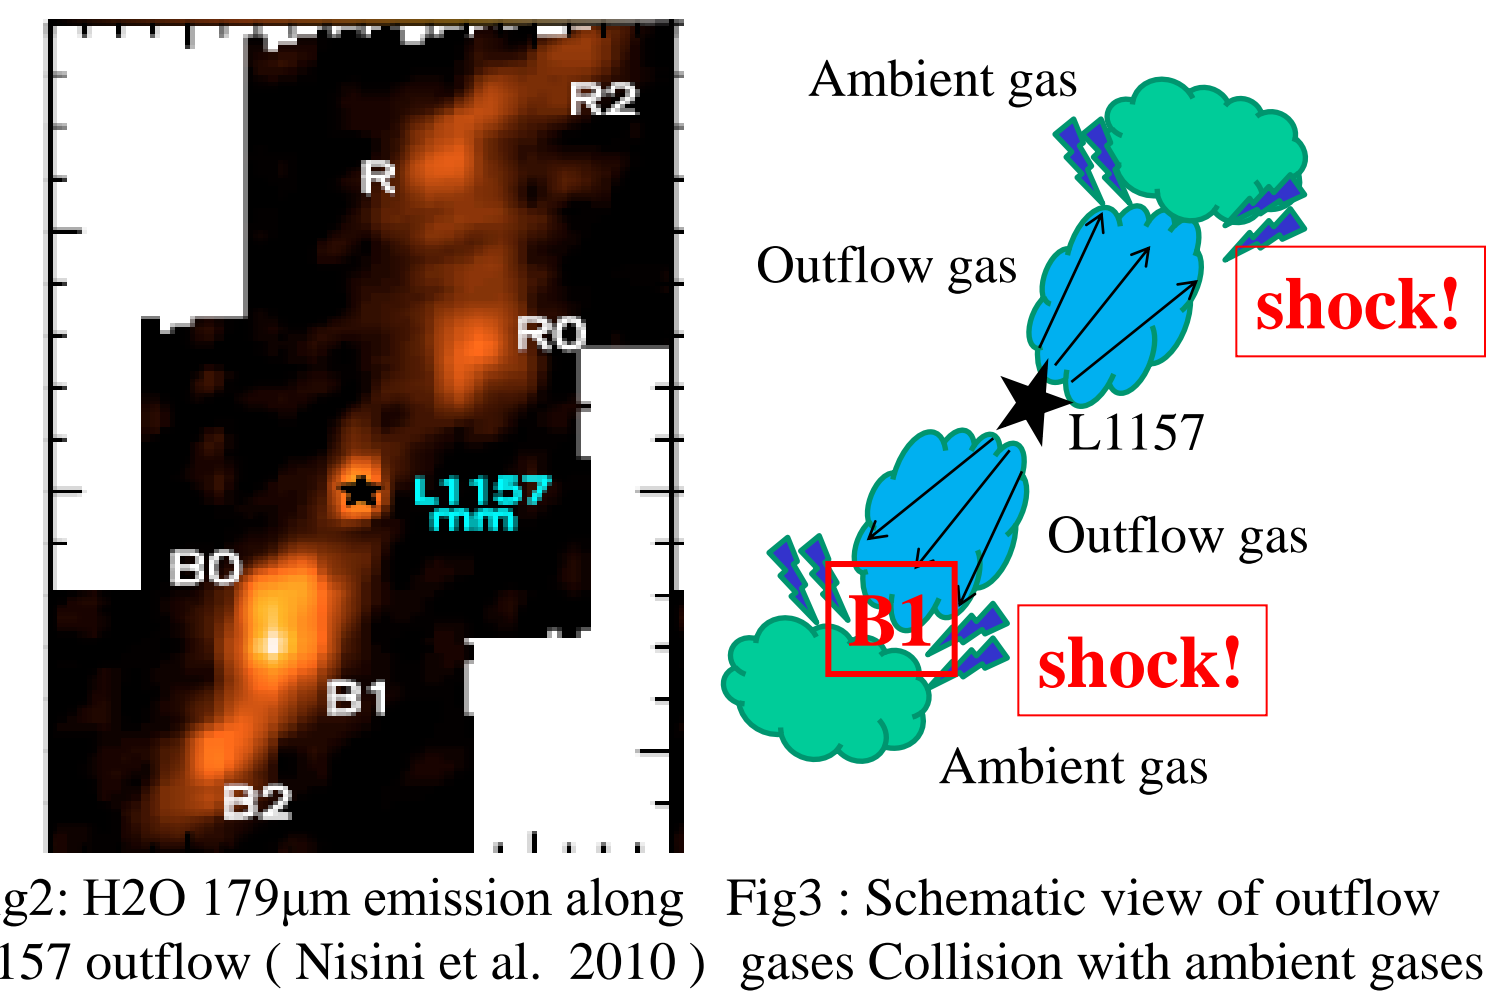 R2
R
R0
L1157
mm
B0
B1
B2
Ambient gas
Outflow gas
shock!
L1157
Outflow gas
B1
shock!
Ambient gas
g2: H2O 179μm emission along
157 outflow ( Nisini et al. 2010 )
Fig3 : Schematic view of outflow
gases Collision with ambient gases